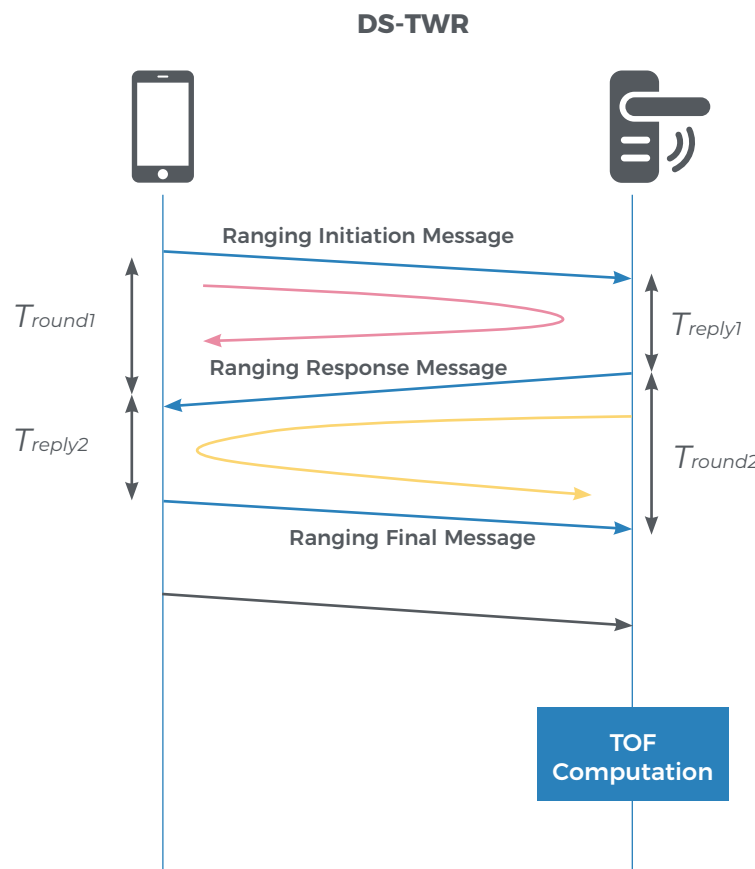 DS-TWR
Ranging Initiation Message
Tround1
Treply1
Ranging Response Message
Treply2
Tround2
Ranging Final Message
TOF
Computation